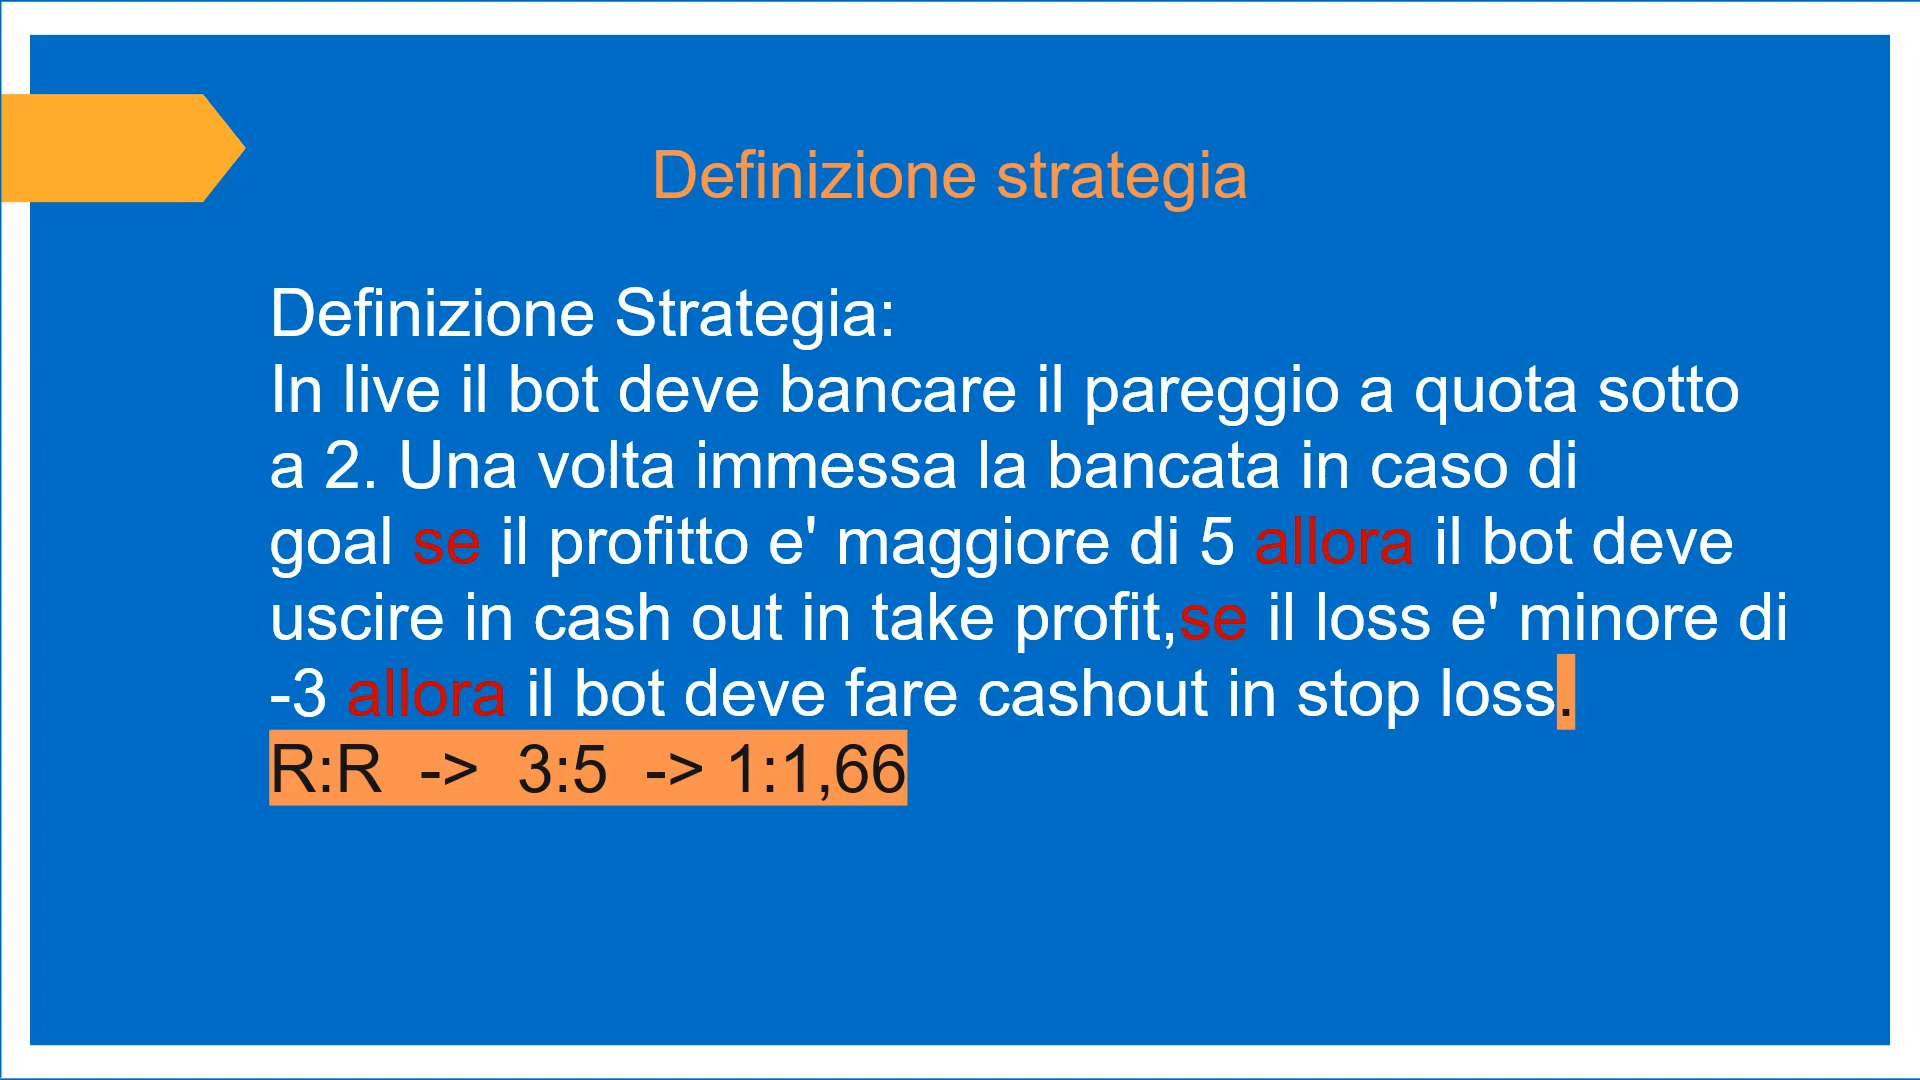 Definizione strategia
Definizione Strategia:
In live il bot deve bancare il pareggio a quota sotto
a 2. Una volta immessa la bancata in caso di
goal se il profitto e' maggiore di 5 allora il bot deve
uscire in cash out in take profit,se il loss e' minore di
-3 allora il bot deve fare cashout in stop loss.
R:R  ->  3:5  -> 1:1,66